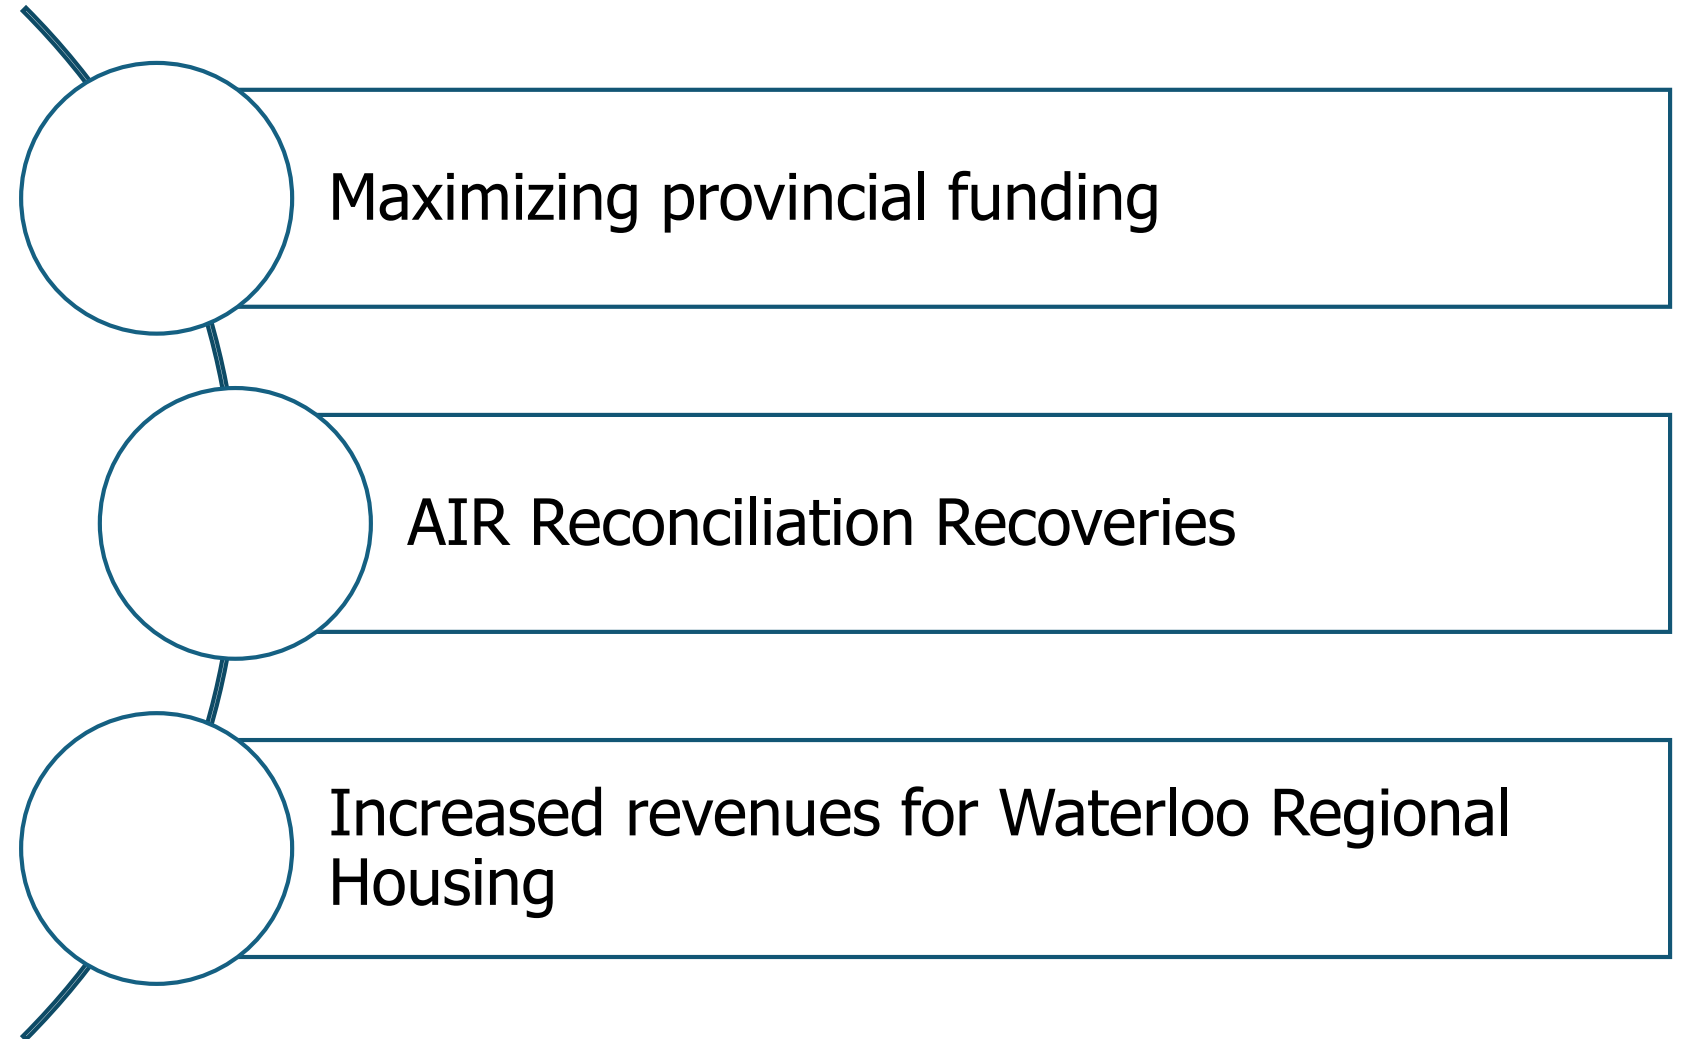 Maximizing provincial funding
AIR Reconciliation Recoveries
Increased revenues for Waterloo Regional
Housing